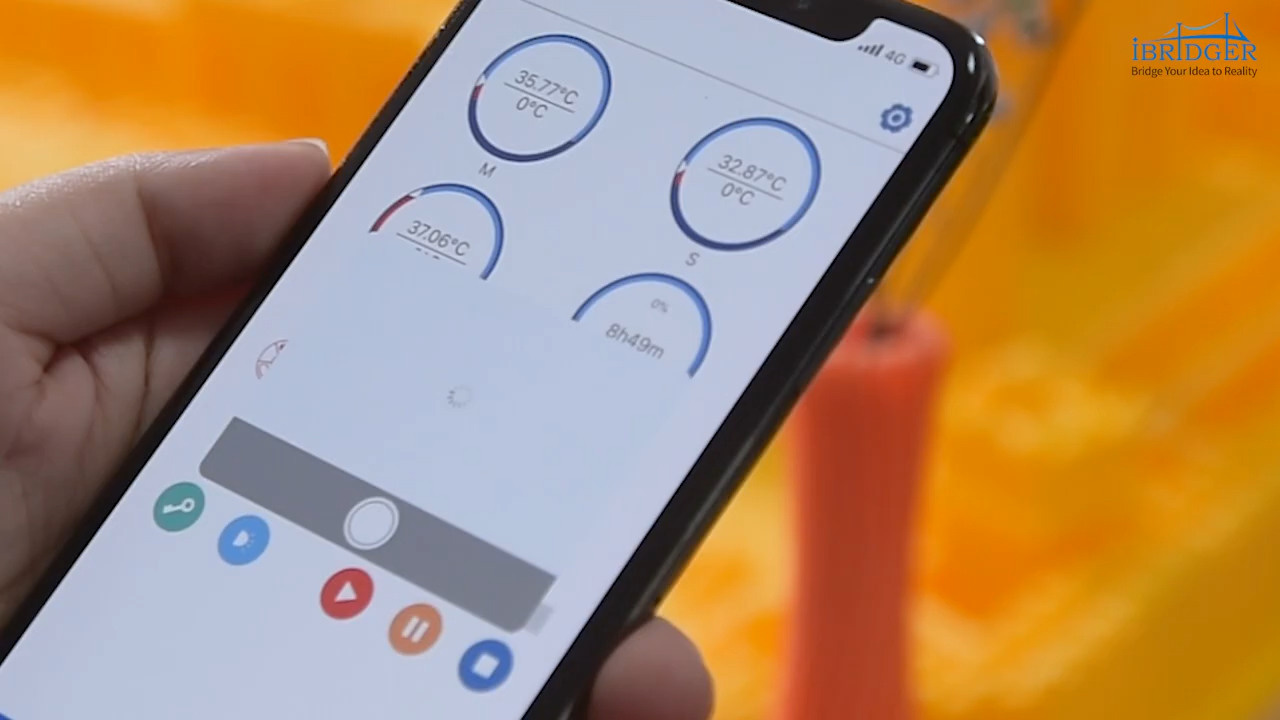 iBRIDGER
Bridge Your Idea to Reality
4G
35.77°C
0°C
M
32.87°C
0°C
S
37.06°C
0%
8h49m